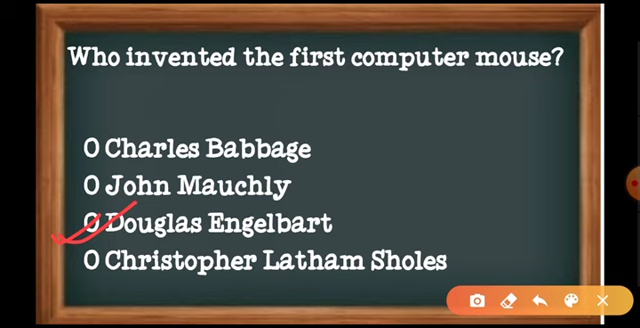 Who invented the first computer mouse?
O Charles Babbage
O John Mauchly
O Douglas Engelbart
O Christopher Latham Sholes